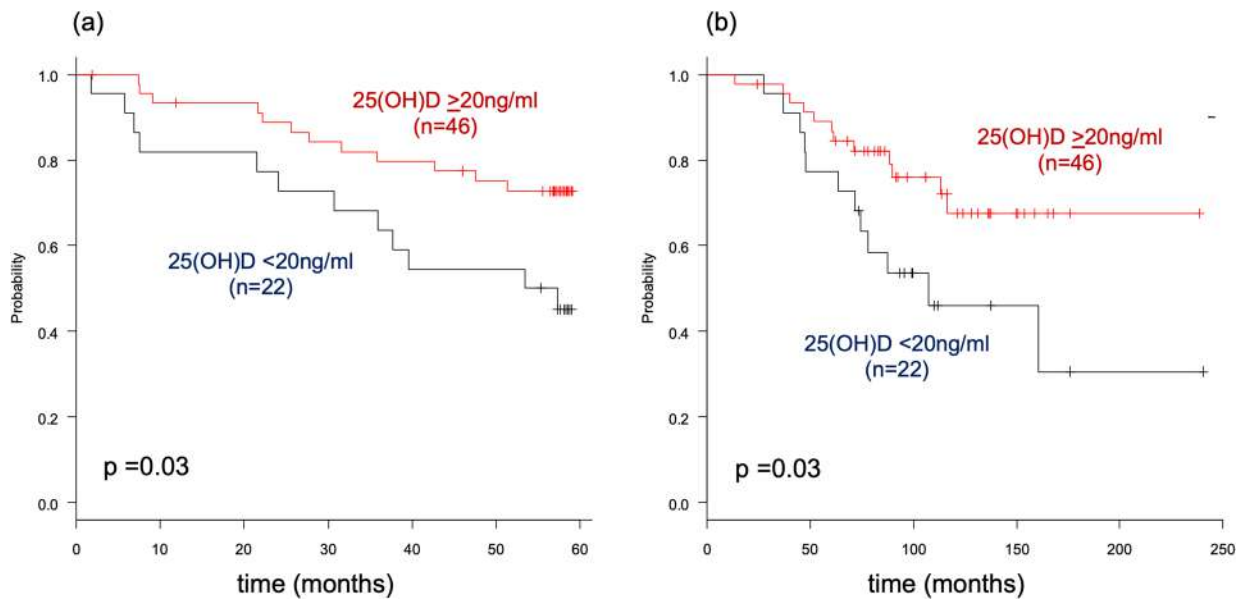 (a)
1.0
0.8
0.6
0.4
0.2
0.0
Probability
25(OH)D ≥20ng/ml
(n=46)
25(OH)D <20ng/ml
(n=22)
p =0.03
0 10 20 30 40 50 60
time (months)
(b)
1.0
0.8
0.6
0.4
0.2
0.0
Probability
25(OH)D ≥20ng/ml
(n=46)
25(OH)D <20ng/ml
(n=22)
p =0.03
0 50 100 150 200 250
time (months)